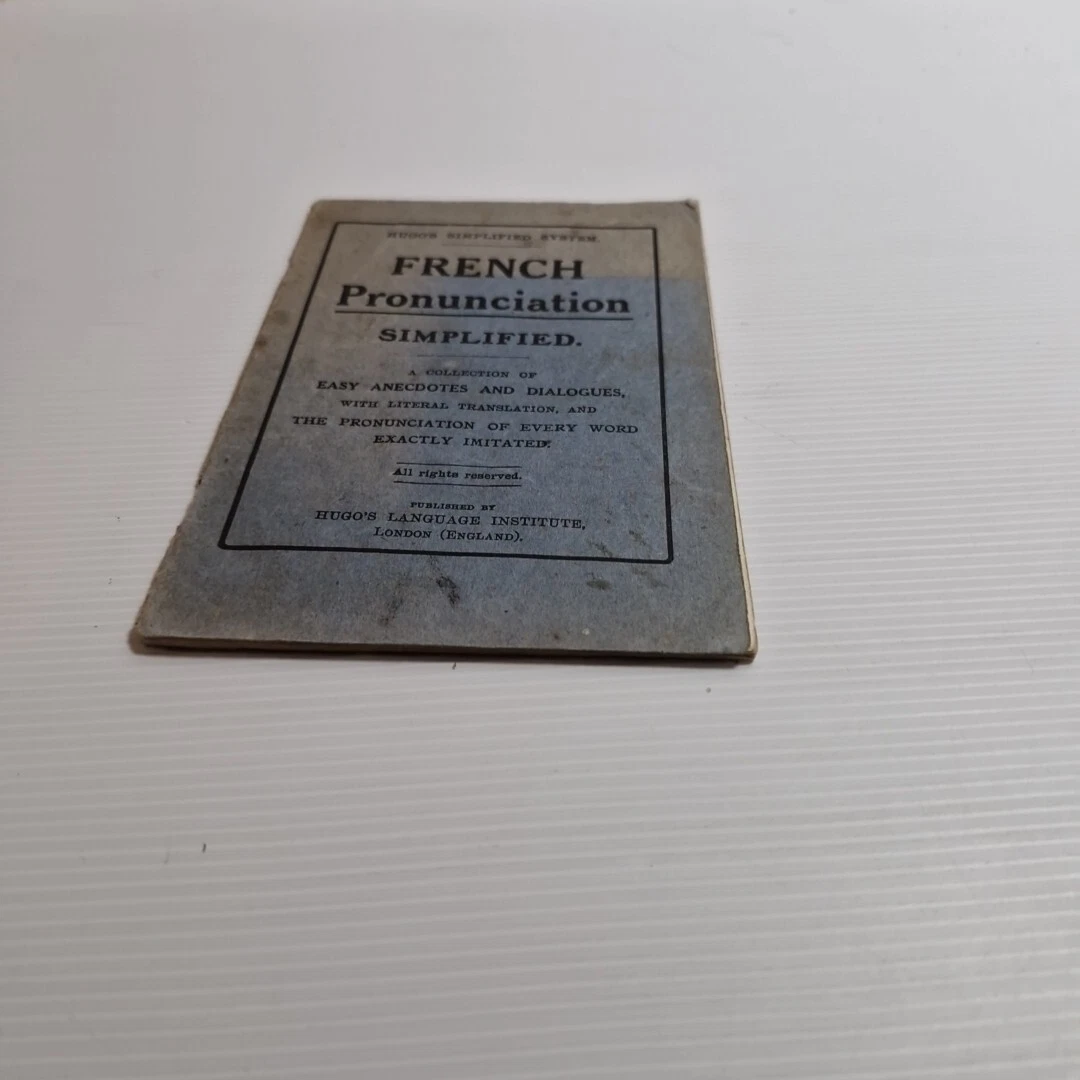 HUGO'S SIMPLIFIED SYSTEM.
FRENCH
Pronunciation
SIMPLIFIED.
A COLLECTION OF
EASY ANECDOTES AND DIALOGUES,
WITH LITERAL TRANSLATION, AND
THE PRONUNCIATION OF EVERY WORD
EXACTLY IMITATED.
All rights reserved.
PUBLISHED BY
HUGO'S LANGUAGE INSTITUTE,
LONDON (ENGLAND).